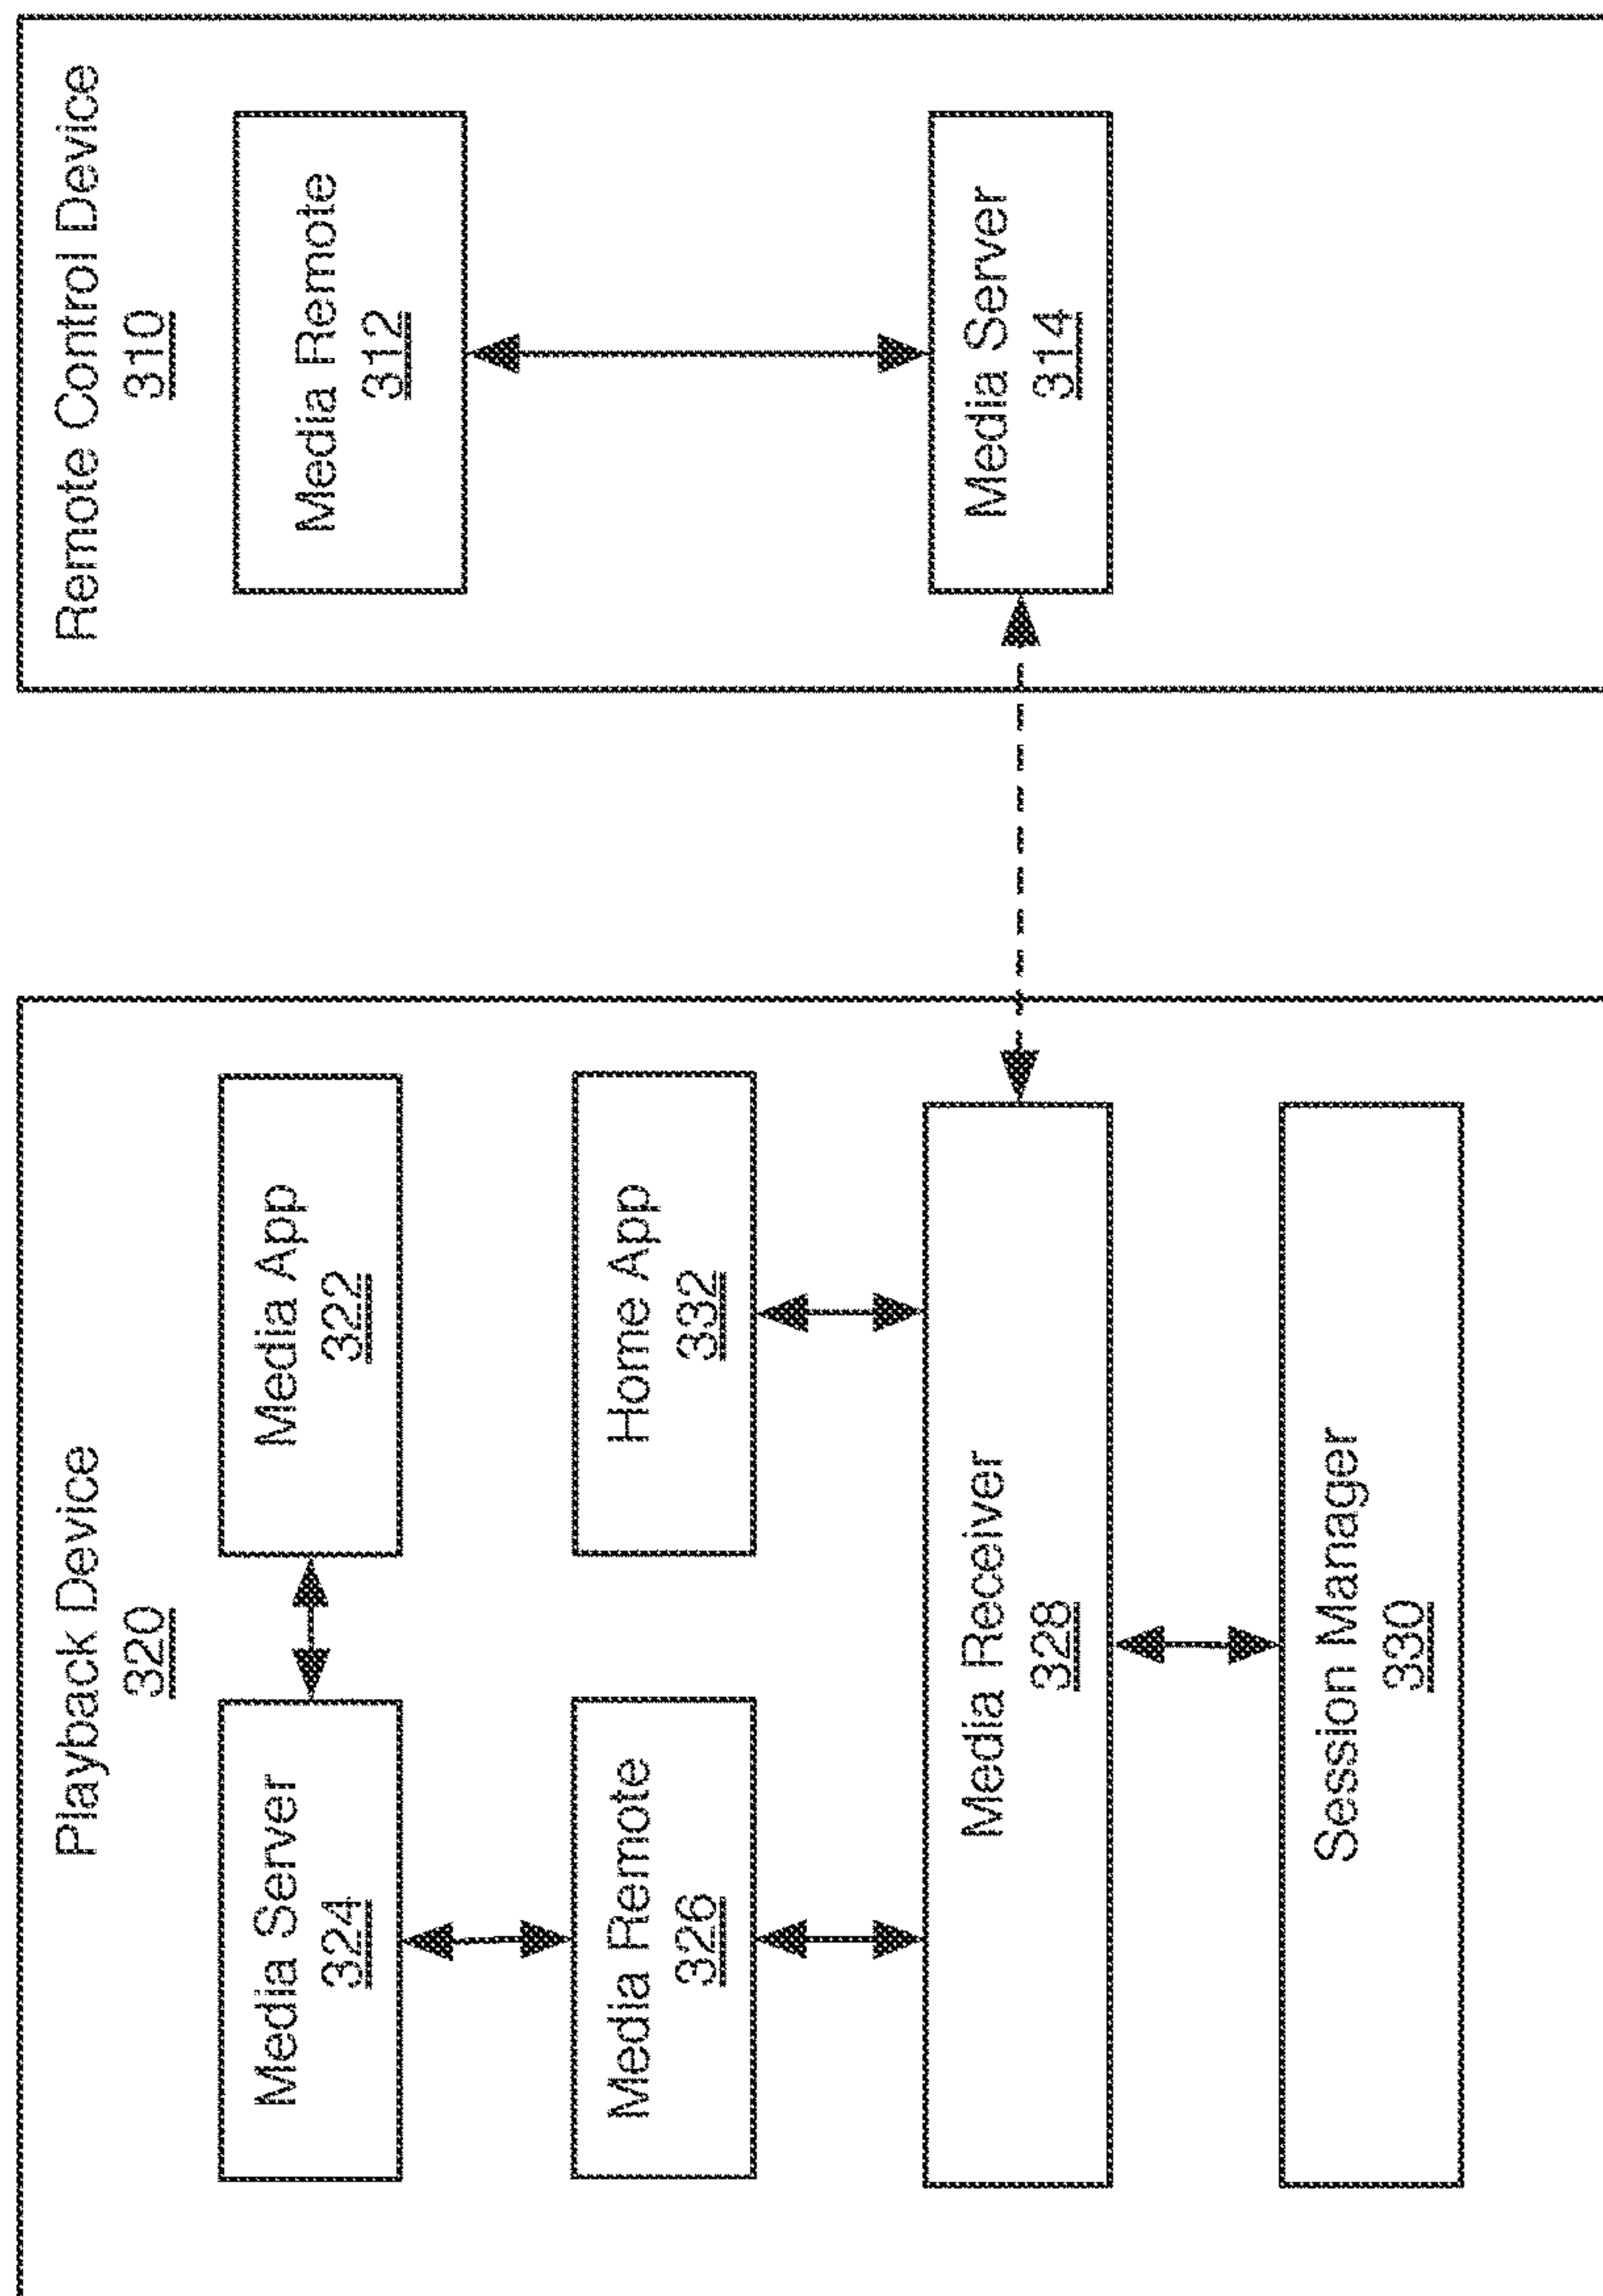 Playback Device
320
Media Server
324
Media App
322
Media Remote
326
Home App
332
Media Receiver
328
Session Manager
330
Remote Control Device
310
Media Remote
312
Media Server
314